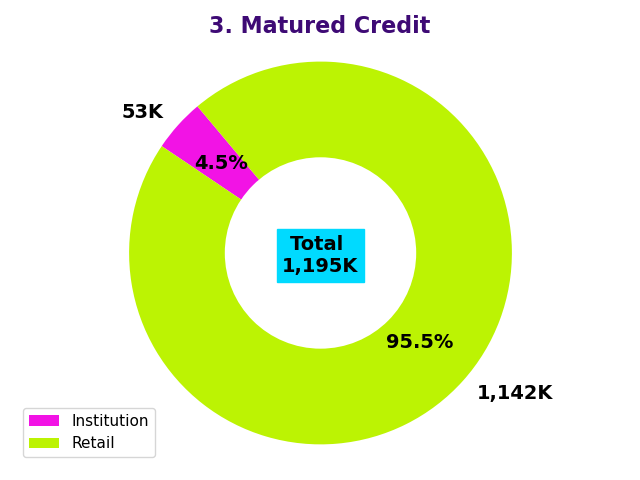 3. Matured Credit
53K
4.5%
Total
1,195K
95.5%
1,142K
Institution
Retail